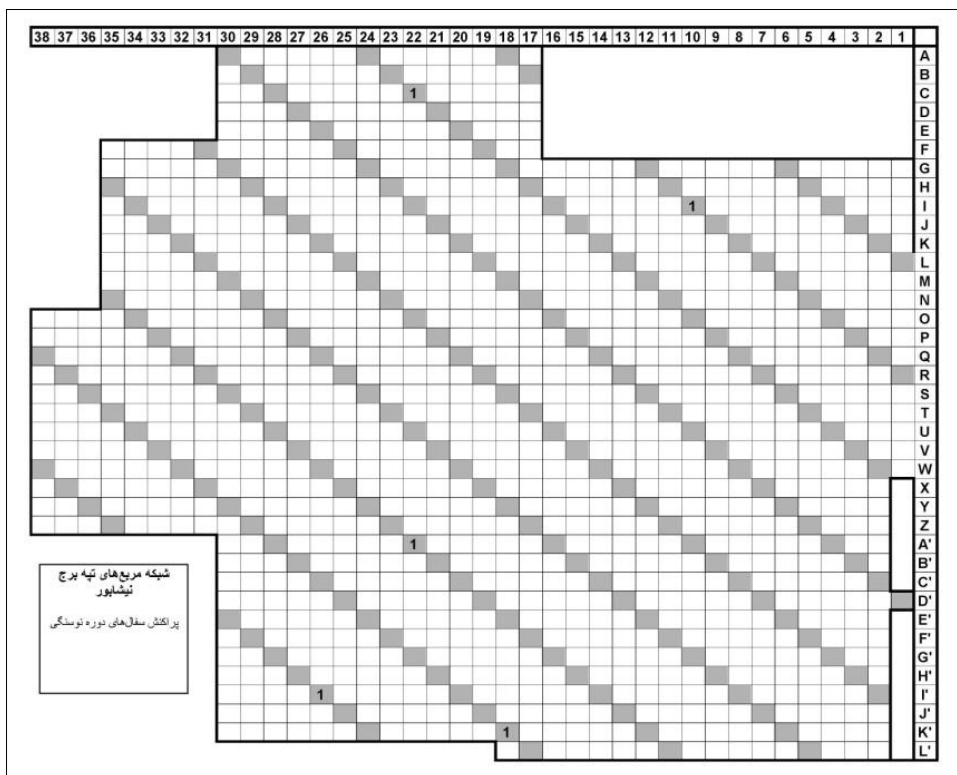 38 37 36 35 34 33 32 31 30 29 28 27 26 25 24 23 22 21 20 19 18 17 16 15 14 13 12 11 10 9 8 7 6 5 4 3 2 1
A
B
1 C
D
E
F
G
H
1 I
J
K
L
M
N
O
P
Q
R
S
T
U
V
W
X
Y
Z
1 A'
B'
C'
D'
E'
F'
G'
H'
1 I'
J'
1 K'
L'
شبکه مربع‌های تپه برج
نیشابور
پراکنش سفال‌های دوره نوسنگی